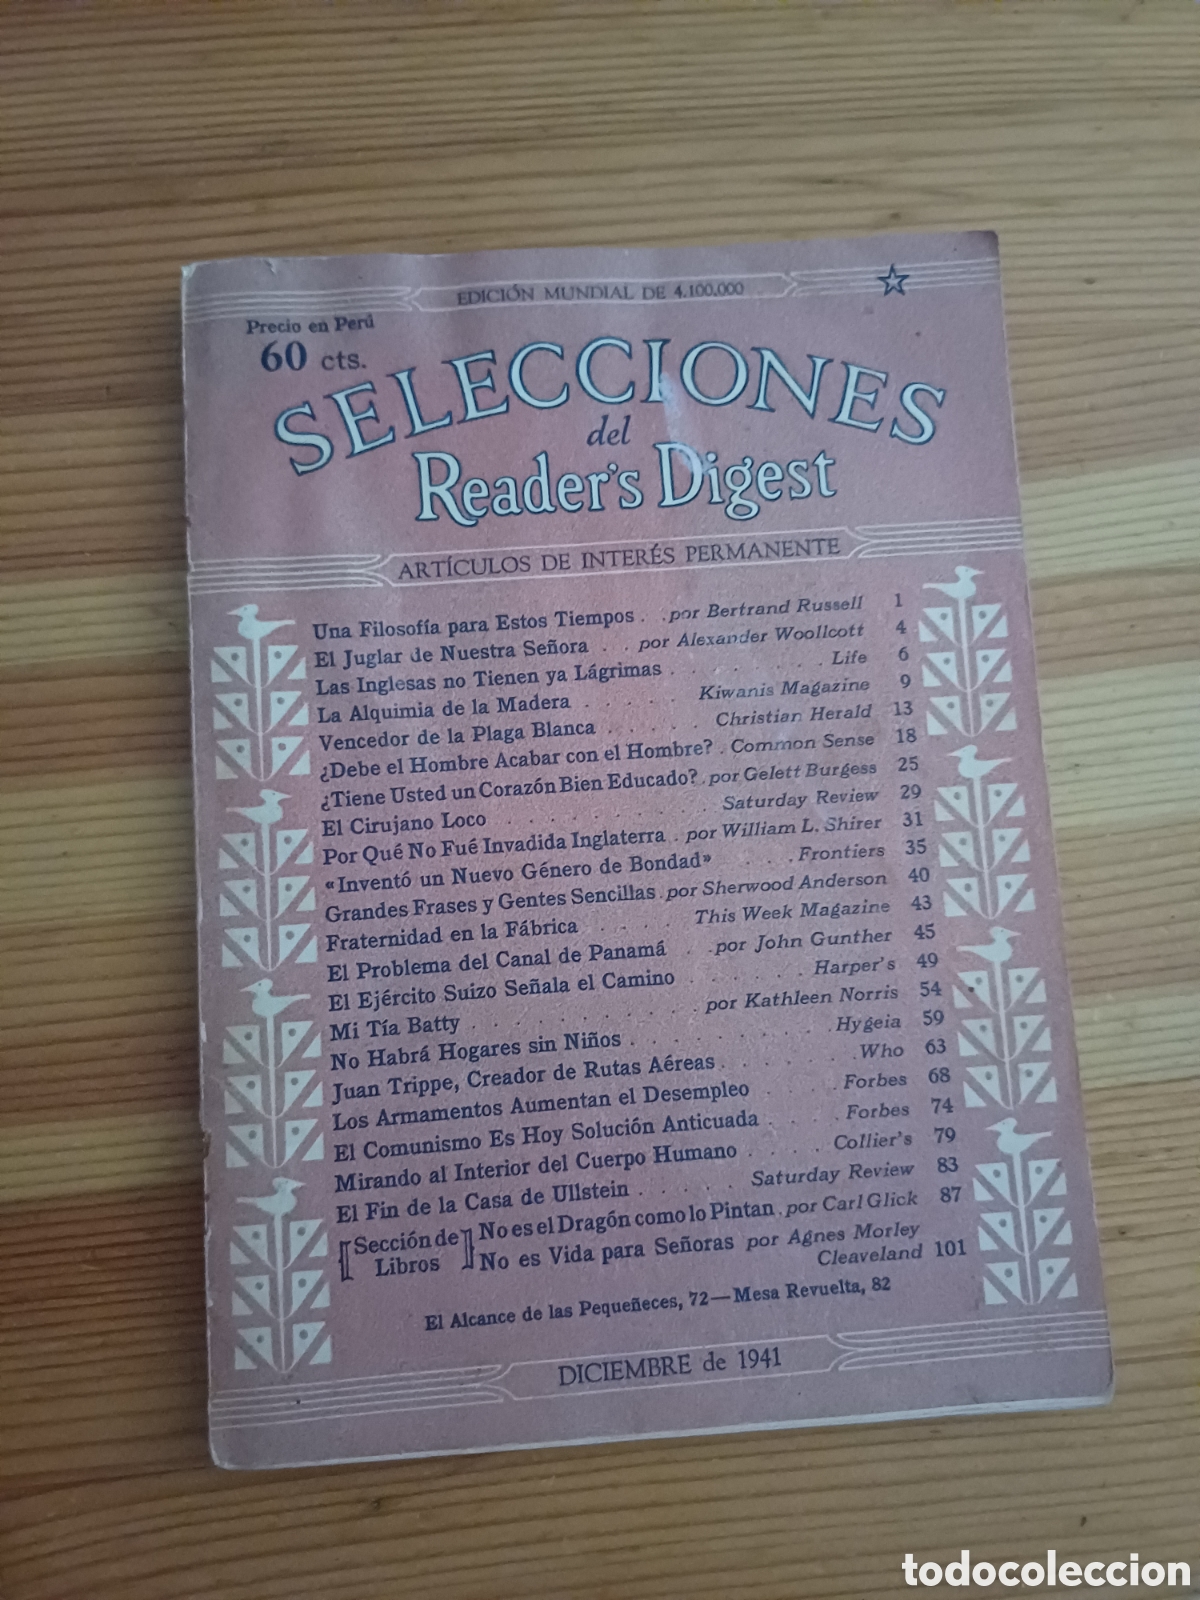 EDICIÓN MUNDIAL DE 4.100.000
Precio en Perú
60 cts.
SELECCIONES
del
Reader's Digest
ARTÍCULOS DE INTERÉS PERMANENTE
Una Filosofía para Estos Tiempos . . por Bertrand Russell 1
El Juglar de Nuestra Señora . . por Alexander Woollcott 4
Las Inglesas no Tienen ya Lágrimas . . . . . . . Life 6
La Alquimia de la Madera . . . . . Kiwanis Magazine 9
Vencedor de la Plaga Blanca . . . . . Christian Herald 13
¿Debe el Hombre Acabar con el Hombre? . Common Sense 18
¿Tiene Usted un Corazón Bien Educado? . por Gelett Burgess 25
El Cirujano Loco . . . . . . . . Saturday Review 29
Por Qué No Fué Invadida Inglaterra . por William L. Shirer 31
«Inventó un Nuevo Género de Bondad» . . . . Frontiers 35
Grandes Frases y Gentes Sencillas . por Sherwood Anderson 40
Fraternidad en la Fábrica . . . . This Week Magazine 43
El Problema del Canal de Panamá . . por John Gunther 45
El Ejército Suizo Señala el Camino . . . . . . Harper's 49
Mi Tía Batty . . . . . . . . . . por Kathleen Norris 54
No Habrá Hogares sin Niños . . . . . . . . . Hygeia 59
Juan Trippe, Creador de Rutas Aéreas . . . . . . Who 63
Los Armamentos Aumentan el Desempleo . . . . Forbes 68
El Comunismo Es Hoy Solución Anticuada . . . . Forbes 74
Mirando al Interior del Cuerpo Humano . . . . Collier's 79
El Fin de la Casa de Ullstein . . . . . Saturday Review 83
[Sección de Libros] No es el Dragón como lo Pintan . por Carl Glick 87
No es Vida para Señoras por Agnes Morley
Cleaveland 101
El Alcance de las Pequeñeces, 72—Mesa Revuelta, 82
DICIEMBRE de 1941
todocoleccion